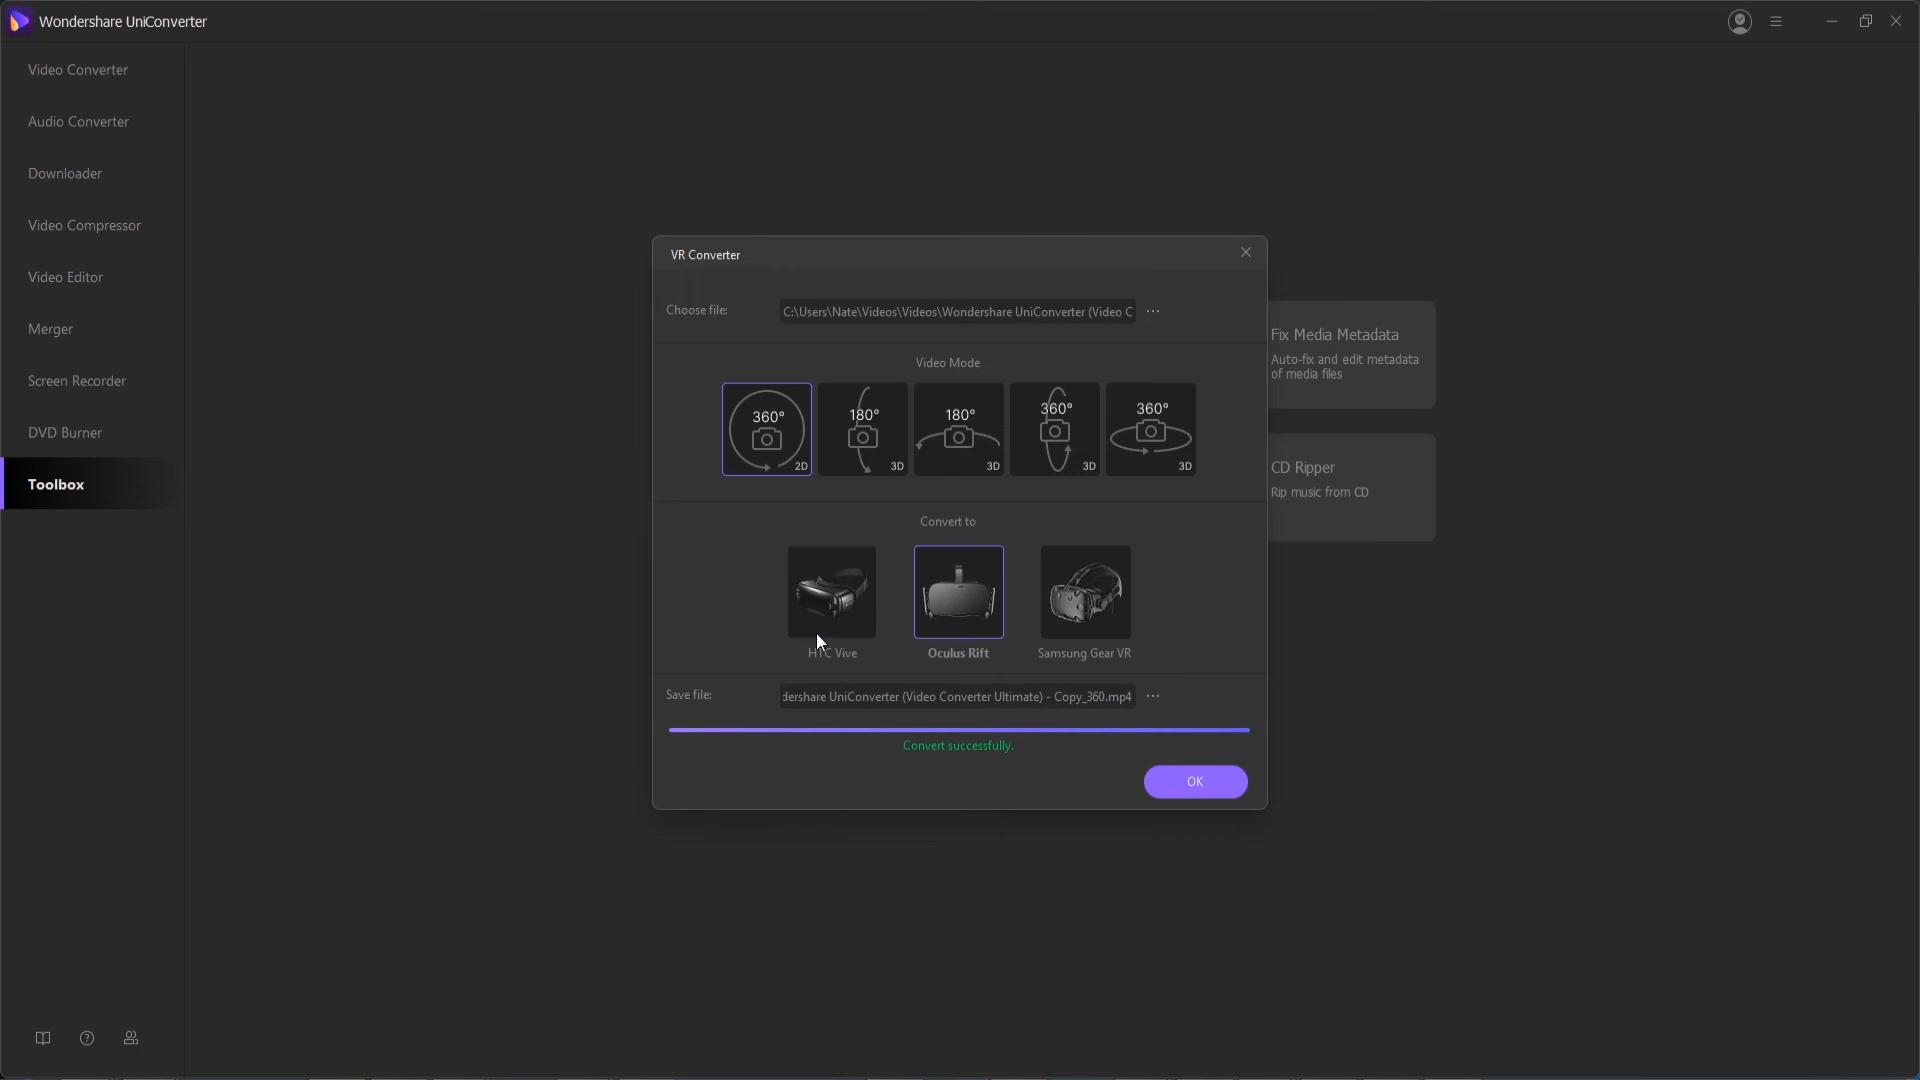 Wondershare UniConverter
Video Converter
Audio Converter
Downloader
Video Compressor
Video Editor
Merger
Screen Recorder
DVD Burner
Toolbox
VR Converter
Choose file:
C:\Users\Nate\Videos\Videos\Wondershare UniConverter (Video C
...
Video Mode
360°
2D
180°
3D
180°
3D
360°
3D
360°
3D
Convert to
HTC Vive
Oculus Rift
Samsung Gear VR
Save file:
dershare UniConverter (Video Converter Ultimate) - Copy_360.mp4
...
Convert successfully.
OK
Fix Media Metadata
Auto-fix and edit metadata
of media files
CD Ripper
Rip music from CD